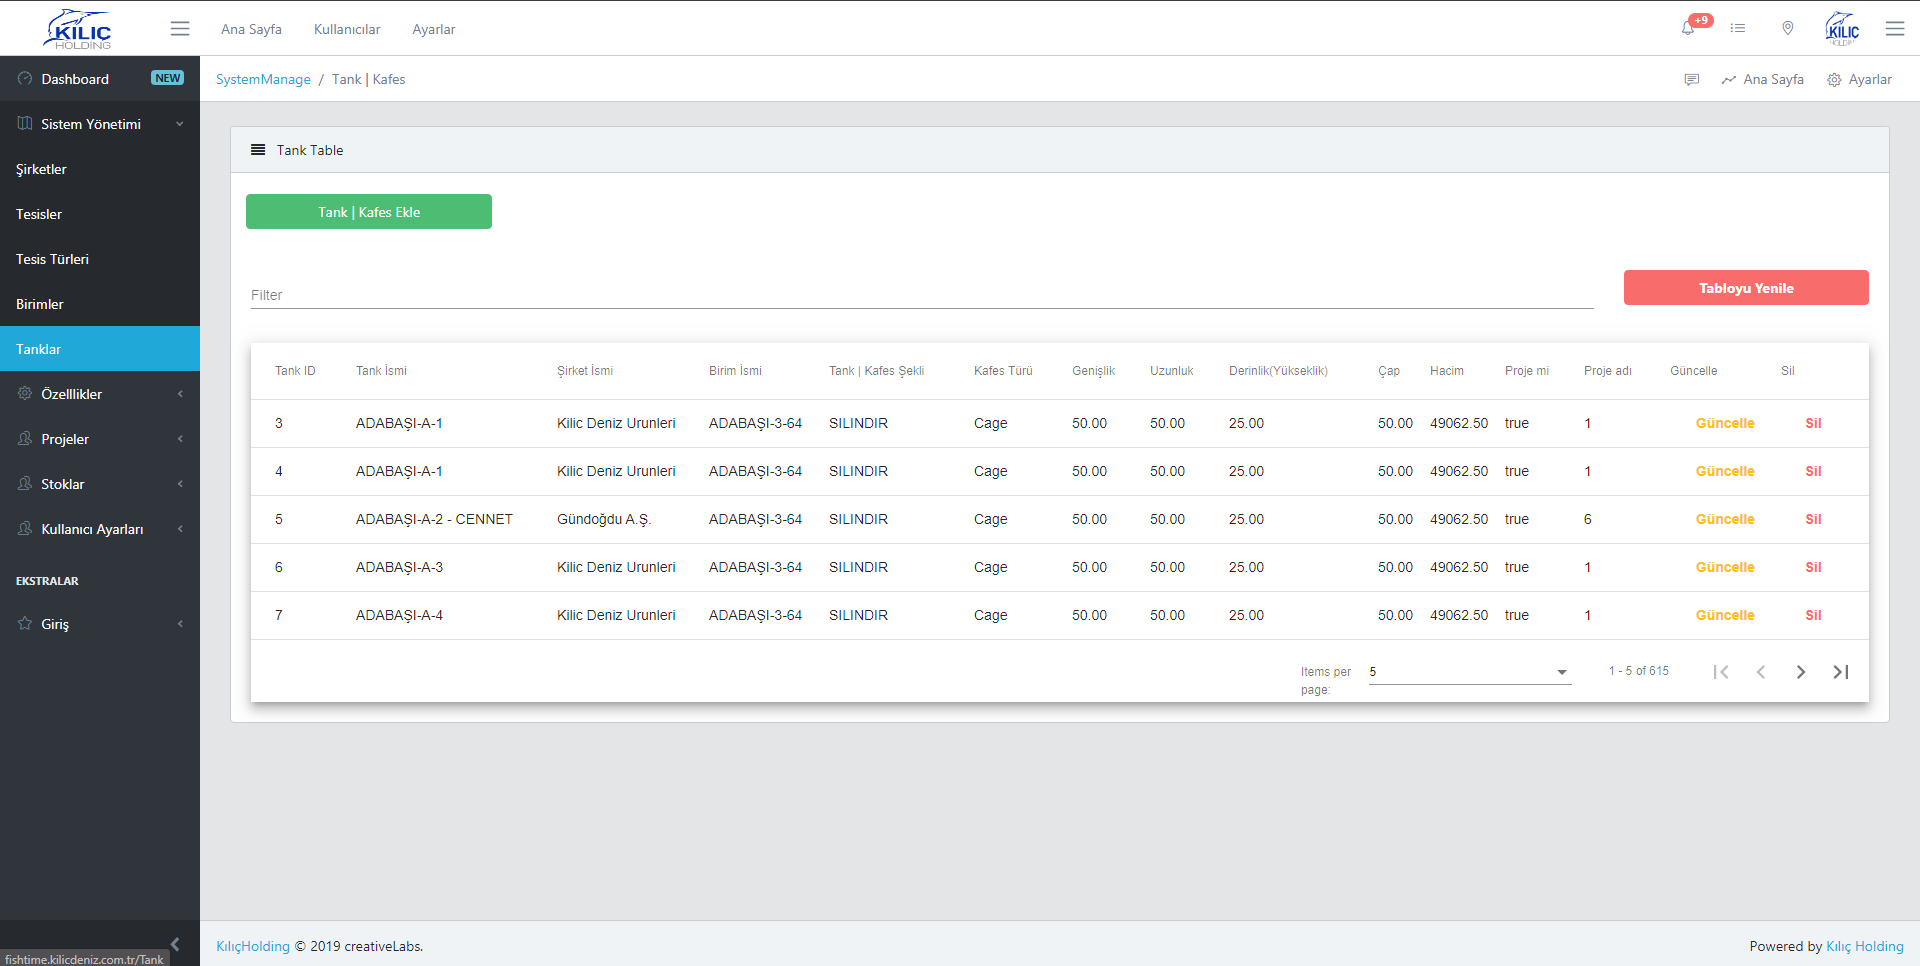 KILIÇ
HOLDING
Ana Sayfa
Kullanıcılar
Ayarlar
+9
KILIÇ
Dashboard
NEW
SystemManage / Tank | Kafes
Ana Sayfa
Ayarlar
Sistem Yönetimi
Şirketler
Tesisler
Tesis Türleri
Birimler
Tanklar
Özelllikler
Projeler
Stoklar
Kullanıcı Ayarları
EKSTRALAR
Giriş
Tank Table
Tank | Kafes Ekle
Filter
Tabloyu Yenile
Tank ID Tank İsmi Şirket İsmi Birim İsmi Tank | Kafes Şekli Kafes Türü Genişlik Uzunluk Derinlik(Yükseklik) Çap Hacim Proje mi Proje adı Güncelle Sil
3 ADABAŞI-A-1 Kilic Deniz Urunleri ADABAŞI-3-64 SILINDIR Cage 50.00 50.00 25.00 50.00 49062.50 true 1 Güncelle Sil
4 ADABAŞI-A-1 Kilic Deniz Urunleri ADABAŞI-3-64 SILINDIR Cage 50.00 50.00 25.00 50.00 49062.50 true 1 Güncelle Sil
5 ADABAŞI-A-2 - CENNET Gündoğdu A.Ş. ADABAŞI-3-64 SILINDIR Cage 50.00 50.00 25.00 50.00 49062.50 true 6 Güncelle Sil
6 ADABAŞI-A-3 Kilic Deniz Urunleri ADABAŞI-3-64 SILINDIR Cage 50.00 50.00 25.00 50.00 49062.50 true 1 Güncelle Sil
7 ADABAŞI-A-4 Kilic Deniz Urunleri ADABAŞI-3-64 SILINDIR Cage 50.00 50.00 25.00 50.00 49062.50 true 1 Güncelle Sil
Items per
page:
5
1 - 5 of 615
KılıçHolding © 2019 creativeLabs.
Powered by Kılıç Holding
fishtime.kilicdeniz.com.tr/Tank